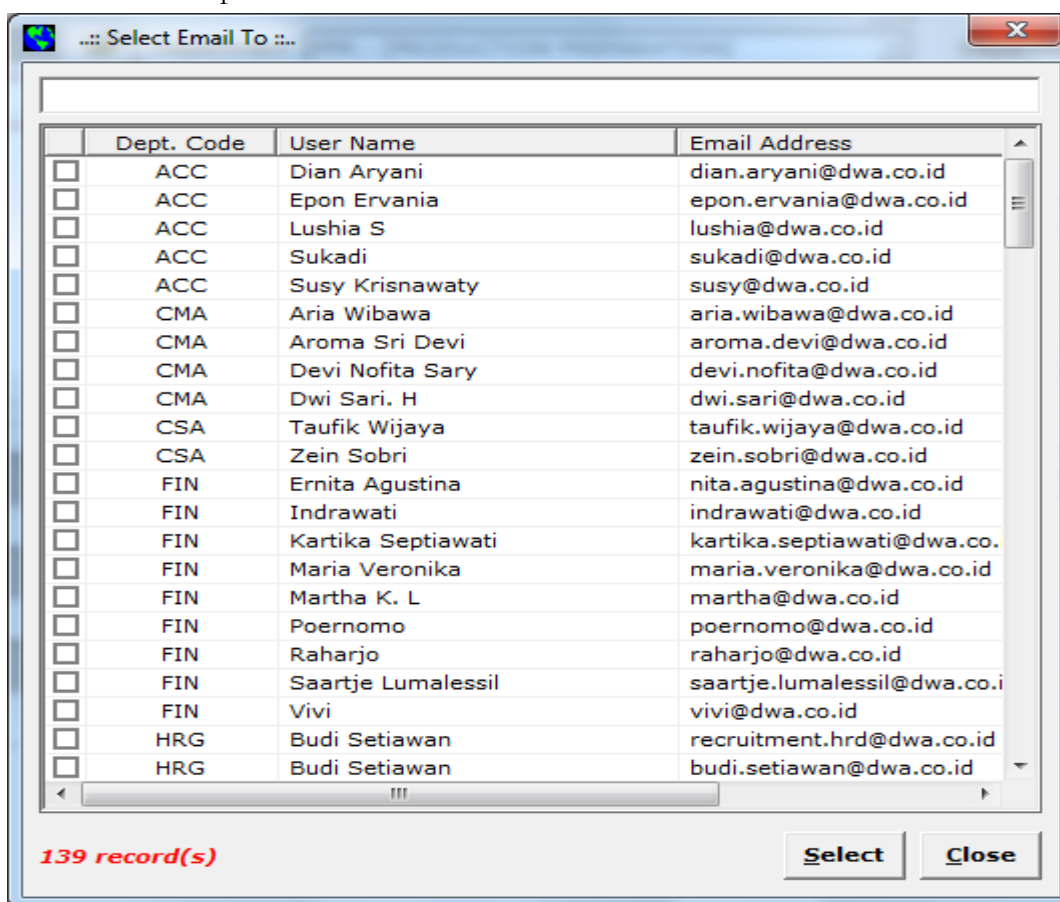 ..:: Select Email To ::..
Dept. Code User Name Email Address
ACC Dian Aryani dian.aryani@dwa.co.id
ACC Epon Ervania epon.ervania@dwa.co.id
ACC Lushia S lushia@dwa.co.id
ACC Sukadi sukadi@dwa.co.id
ACC Susy Krisnawaty susy@dwa.co.id
CMA Aria Wibawa aria.wibawa@dwa.co.id
CMA Aroma Sri Devi aroma.devi@dwa.co.id
CMA Devi Nofita Sary devi.nofita@dwa.co.id
CMA Dwi Sari. H dwi.sari@dwa.co.id
CSA Taufik Wijaya taufik.wijaya@dwa.co.id
CSA Zein Sobri zein.sobri@dwa.co.id
FIN Ernita Agustina nita.agustina@dwa.co.id
FIN Indrawati indrawati@dwa.co.id
FIN Kartika Septiawati kartika.septiawati@dwa.co.
FIN Maria Veronika maria.veronika@dwa.co.id
FIN Martha K. L martha@dwa.co.id
FIN Poernomo poernomo@dwa.co.id
FIN Raharjo raharjo@dwa.co.id
FIN Saartje Lumalessil saartje.lumalessil@dwa.co.i
FIN Vivi vivi@dwa.co.id
HRG Budi Setiawan recruitment.hrd@dwa.co.id
HRG Budi Setiawan budi.setiawan@dwa.co.id
139 record(s) Select Close